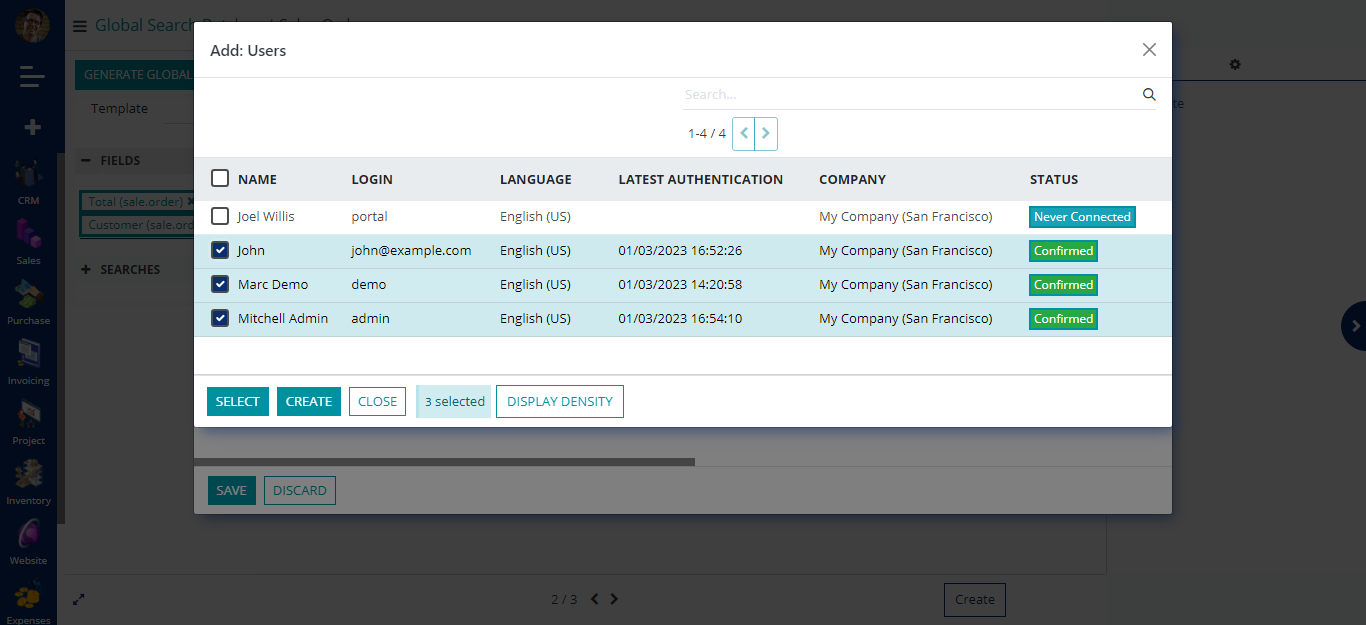 Global Search
Add: Users
GENERATE GLOBAL
Template
Search...
1-4 / 4
FIELDS
NAME LOGIN LANGUAGE LATEST AUTHENTICATION COMPANY STATUS
Total (sale.order)
Joel Willis portal English (US) My Company (San Francisco) Never Connected
CRM
Customer (sale.ord
John john@example.com English (US) 01/03/2023 16:52:26 My Company (San Francisco) Confirmed
Sales
SEARCHES
Marc Demo demo English (US) 01/03/2023 14:20:58 My Company (San Francisco) Confirmed
Purchase
Mitchell Admin admin English (US) 01/03/2023 16:54:10 My Company (San Francisco) Confirmed
Invoicing
SELECT CREATE CLOSE 3 selected DISPLAY DENSITY
Project
SAVE DISCARD
Inventory
Website
2 / 3
Create
Expenses